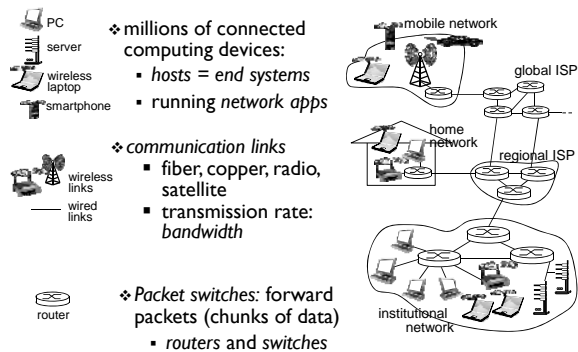 PC
server
wireless
laptop
smartphone
❖ millions of connected
computing devices:
▪ hosts = end systems
▪ running network apps
❖ communication links
▪ fiber, copper, radio,
satellite
▪ transmission rate:
bandwidth
wireless
links
wired
links
❖ Packet switches: forward
packets (chunks of data)
▪ routers and switches
router
mobile network
global ISP
home
network
regional ISP
institutional
network